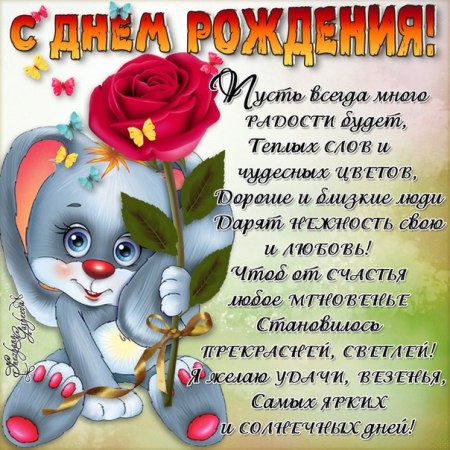 С ДНЁМ РОЖДЕНИЯ!
Пусть всегда много
РАДОСТИ будет,
Теплых СЛОВ и
чудесных ЦВЕТОВ,
Дорогие и близкие люди
Дарят НЕЖНОСТЬ свою
и ЛЮБОВЬ!
Чтоб от СЧАСТЬЯ
любое МГНОВЕНЬЕ
Становилось
ПРЕКРАСНЕЙ, СВЕТЛЕЙ!
Я желаю УДАЧИ, ВЕЗЕНЬЯ,
Самых ЯРКИХ
и СОЛНЕЧНЫХ дней!